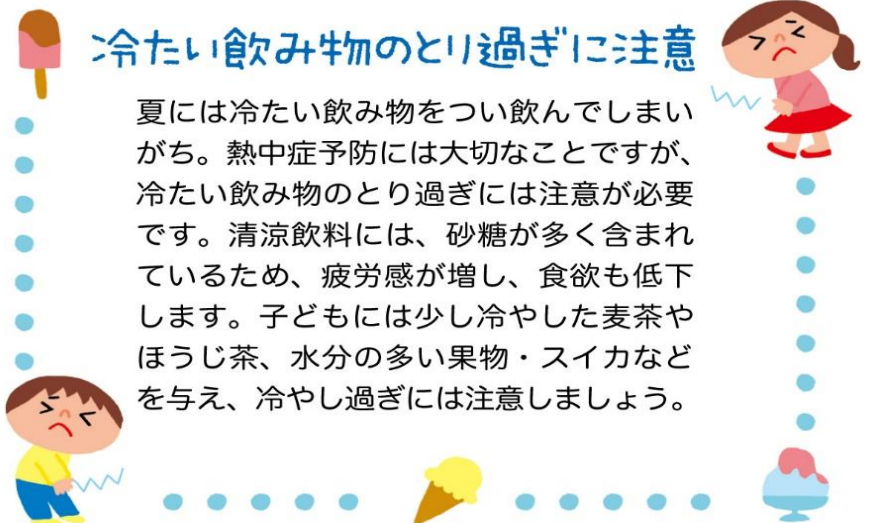 冷たい飲み物のとり過ぎに注意
夏には冷たい飲み物をつい飲んでしまい
がち。熱中症予防には大切なことですが、
冷たい飲み物のとり過ぎには注意が必要
です。清涼飲料には、砂糖が多く含まれ
ているため、疲労感が増し、食欲も低下
します。子どもには少し冷やした麦茶や
ほうじ茶、水分の多い果物・スイカなど
を与え、冷やし過ぎには注意しましょう。